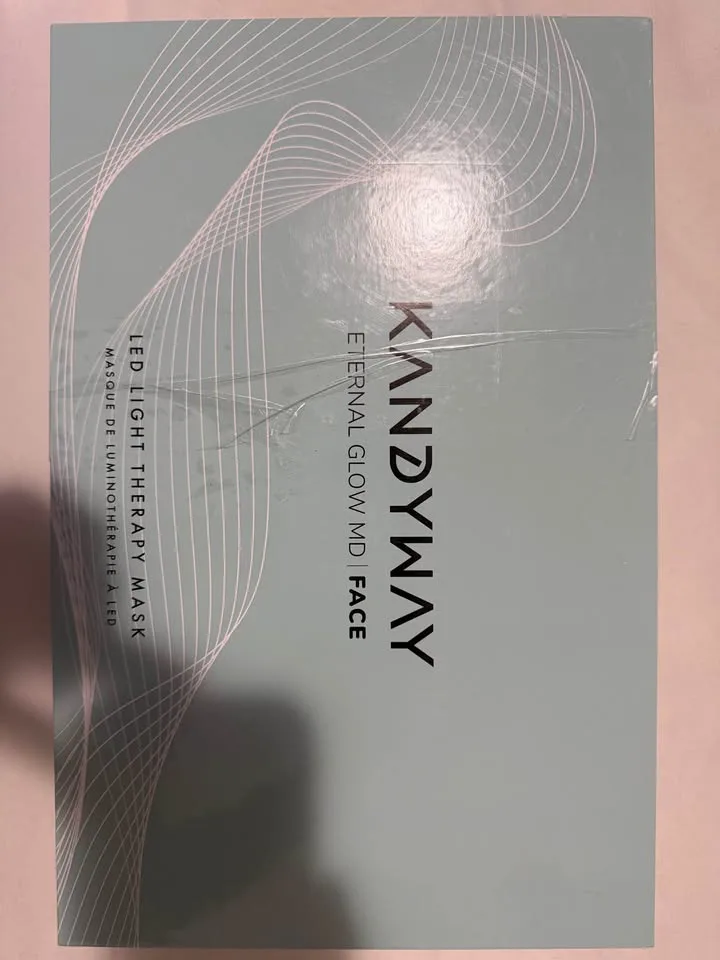 KANDYWAY
ETERNAL GLOW MD | FACE
LED LIGHT THERAPY MASK
MASQUE DE LUMINOTHÉRAPIE À LED